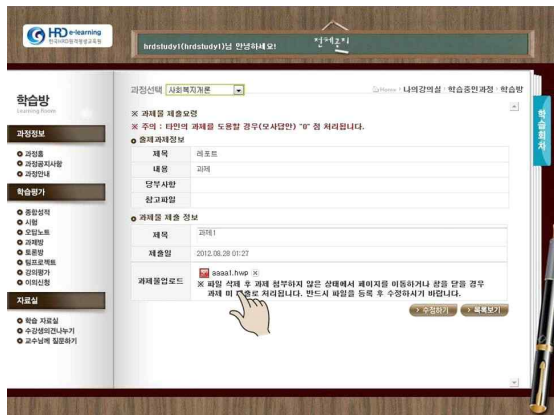 HRD e-learning
한국HRD원격평생교육원
hrdstudy1(hrdstudy1)님 안녕하세요!
학습방
Learning Room
과정선택 사회복지개론
Home · 나의강의실 · 학습중인과정 · 학습방
학습회차
과정정보
과정홈
과정공지사항
과정안내
학습평가
종합성적
시험
오답노트
과제방
토론방
팀프로젝트
강의평가
이의신청
자료실
학습 자료실
수강생의견나누기
교수님께 질문하기
※ 과제물 제출요령
※ 주의 : 타인의 과제를 도용할 경우(모사답안) "0" 점 처리됩니다.
출제과제정보
제목 레포트
내용 과제
당부사항
참고파일
과제물 제출 정보
제목 과제1
제출일 2012.08.28 01:27
과제물업로드 aaaa1.hwp
※ 파일 삭제 후 과제 첨부하지 않은 상태에서 페이지를 이동하거나 창을 닫을 경우
과제 미 제출로 처리됩니다. 반드시 파일을 등록 후 수정하시기 바랍니다.
수정하기 목록보기